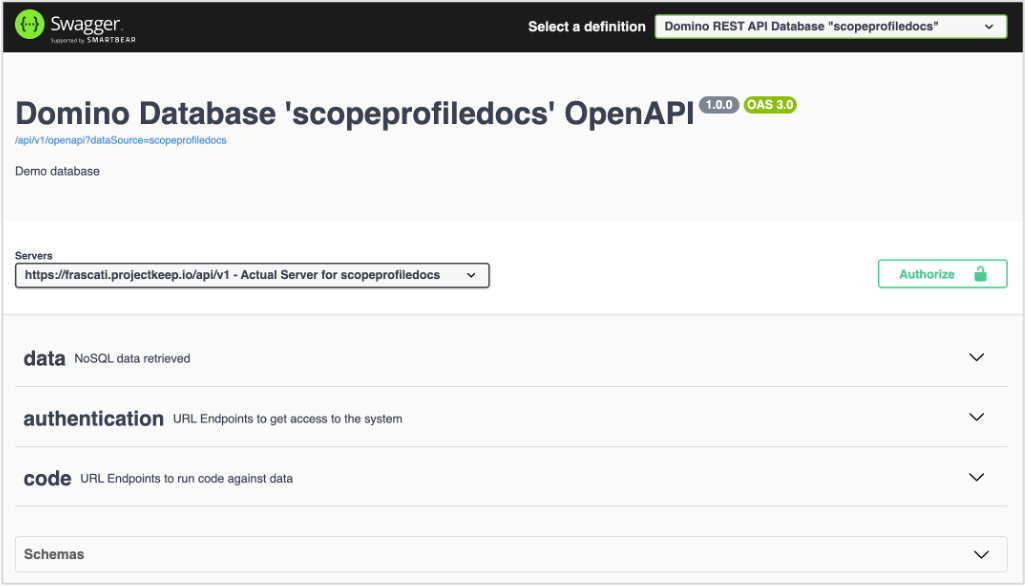 Swagger.
Supported by SMARTBEAR
Select a definition
Domino REST API Database "scopeprofiledocs"
Domino Database 'scopeprofiledocs' OpenAPI 1.0.0 OAS 3.0
/api/v1/openapi?dataSource=scopeprofiledocs
Demo database
Servers
https://frascati.projectkeep.io/api/v1 - Actual Server for scopeprofiledocs
Authorize
data NoSQL data retrieved
authentication URL Endpoints to get access to the system
code URL Endpoints to run code against data
Schemas